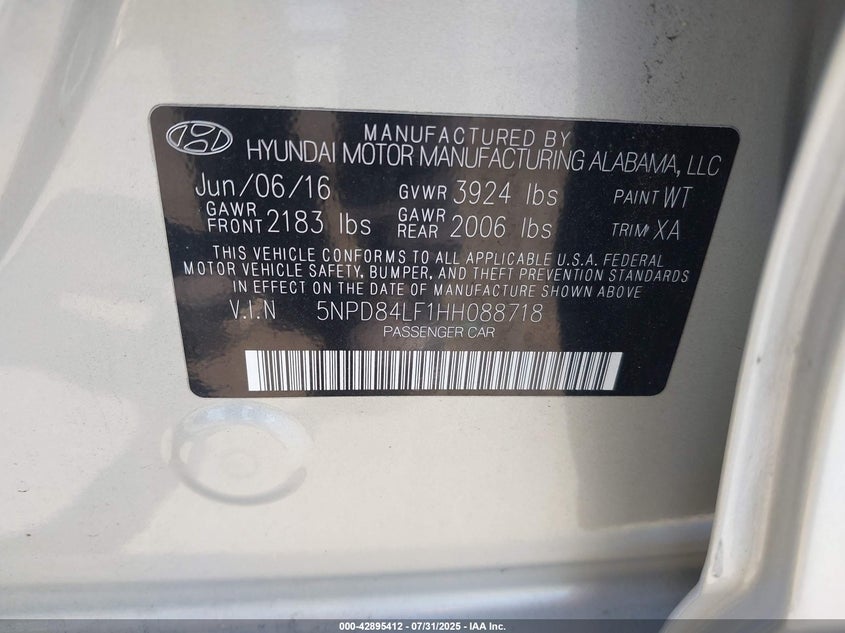 MANUFACTURED BY
HYUNDAI MOTOR MANUFACTURING ALABAMA, LLC
Jun/06/16 GVWR 3924 lbs PAINT WT
GAWR FRONT 2183 lbs GAWR REAR 2006 lbs TRIM XA
THIS VEHICLE CONFORMS TO ALL APPLICABLE U.S.A. FEDERAL
MOTOR VEHICLE SAFETY, BUMPER, AND THEFT PREVENTION STANDARDS
IN EFFECT ON THE DATE OF MANUFACTURE SHOWN ABOVE
V.I.N 5NPD84LF1HH088718
PASSENGER CAR
000-42895412 - 07/31/2025 - IAA Inc.